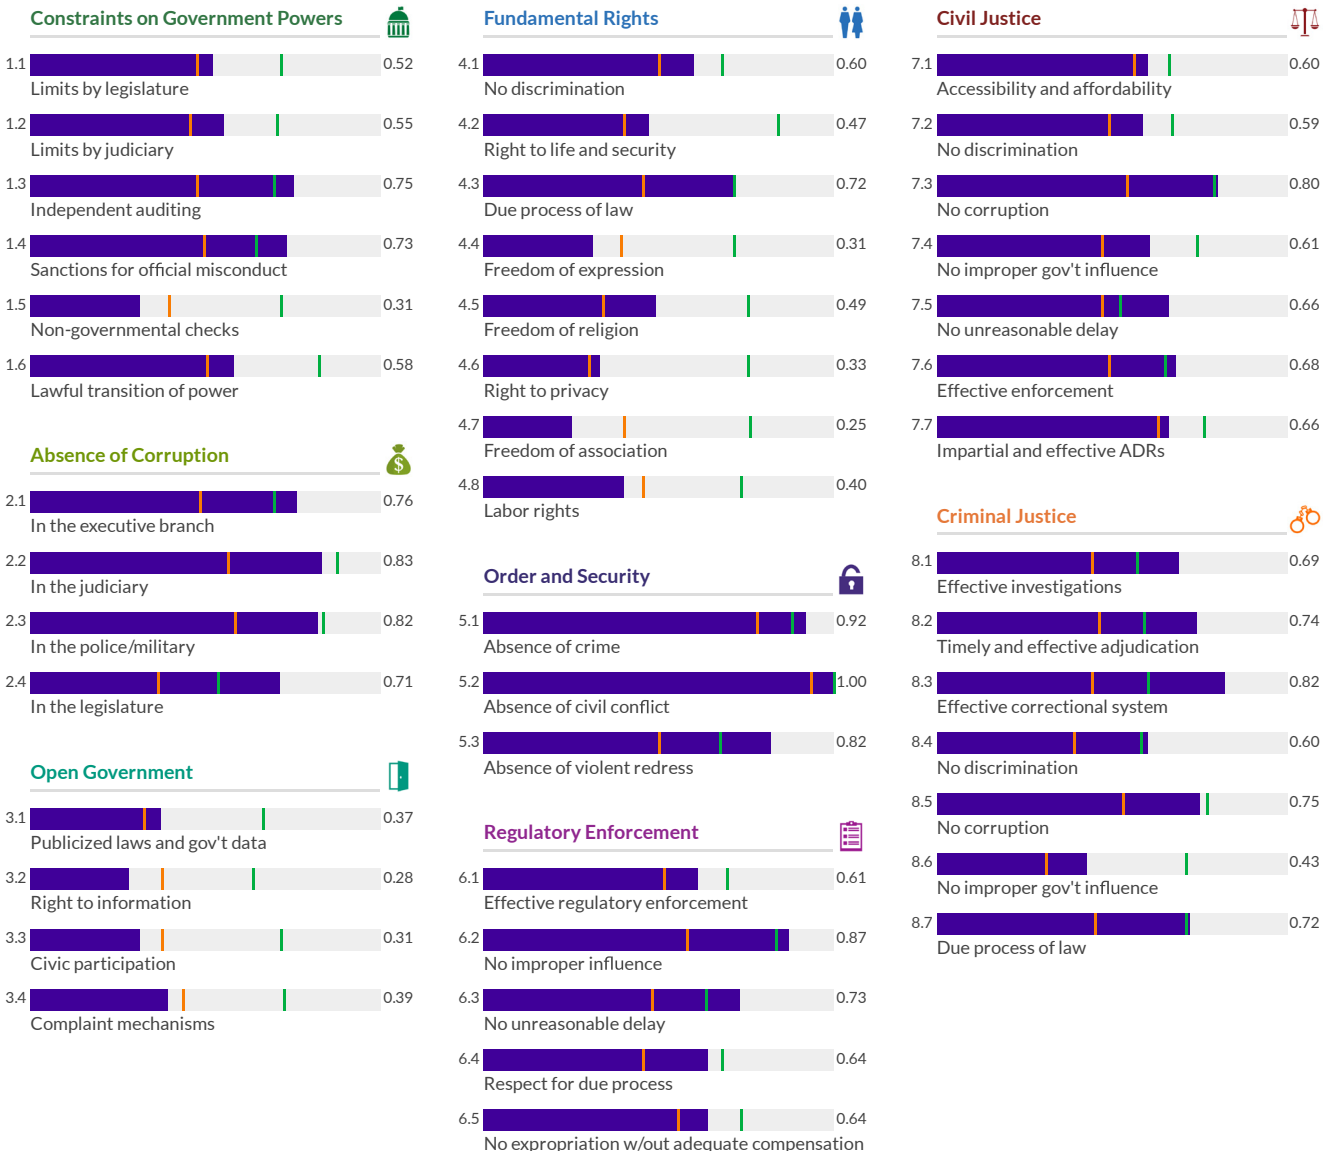 Constraints on Government Powers
1.1 0.52
Limits by legislature
1.2 0.55
Limits by judiciary
1.3 0.75
Independent auditing
1.4 0.73
Sanctions for official misconduct
1.5 0.31
Non-governmental checks
1.6 0.58
Lawful transition of power
Absence of Corruption
$
2.1 0.76
In the executive branch
2.2 0.83
In the judiciary
2.3 0.82
In the police/military
2.4 0.71
In the legislature
Open Government
3.1 0.37
Publicized laws and gov't data
3.2 0.28
Right to information
3.3 0.31
Civic participation
3.4 0.39
Complaint mechanisms
Fundamental Rights
4.1 0.60
No discrimination
4.2 0.47
Right to life and security
4.3 0.72
Due process of law
4.4 0.31
Freedom of expression
4.5 0.49
Freedom of religion
4.6 0.33
Right to privacy
4.7 0.25
Freedom of association
4.8 0.40
Labor rights
Order and Security
5.1 0.92
Absence of crime
5.2 1.00
Absence of civil conflict
5.3 0.82
Absence of violent redress
Regulatory Enforcement
6.1 0.61
Effective regulatory enforcement
6.2 0.87
No improper influence
6.3 0.73
No unreasonable delay
6.4 0.64
Respect for due process
6.5 0.64
No expropriation w/out adequate compensation
Civil Justice
7.1 0.60
Accessibility and affordability
7.2 0.59
No discrimination
7.3 0.80
No corruption
7.4 0.61
No improper gov't influence
7.5 0.66
No unreasonable delay
7.6 0.68
Effective enforcement
7.7 0.66
Impartial and effective ADRs
Criminal Justice
8.1 0.69
Effective investigations
8.2 0.74
Timely and effective adjudication
8.3 0.82
Effective correctional system
8.4 0.60
No discrimination
8.5 0.75
No corruption
8.6 0.43
No improper gov't influence
8.7 0.72
Due process of law